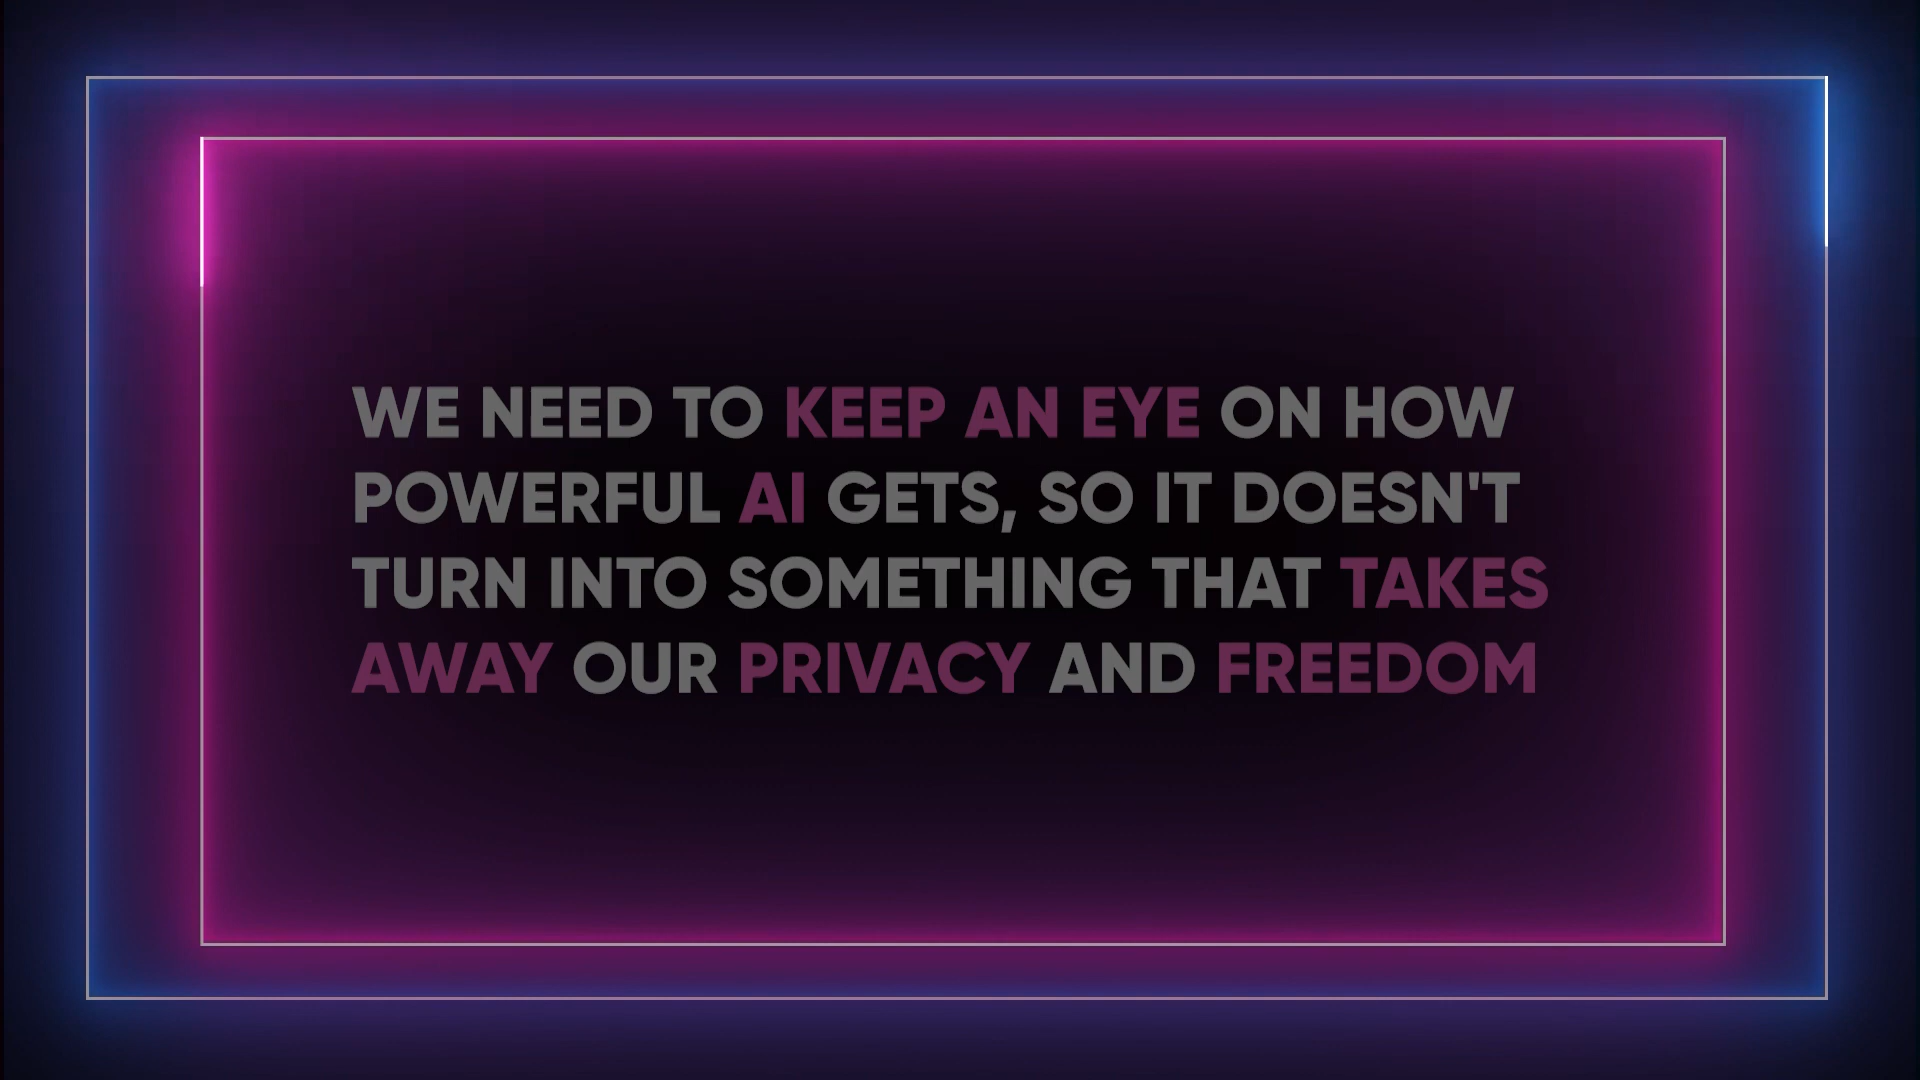 WE NEED TO KEEP AN EYE ON HOW
POWERFUL AI GETS, SO IT DOESN'T
TURN INTO SOMETHING THAT TAKES
AWAY OUR PRIVACY AND FREEDOM